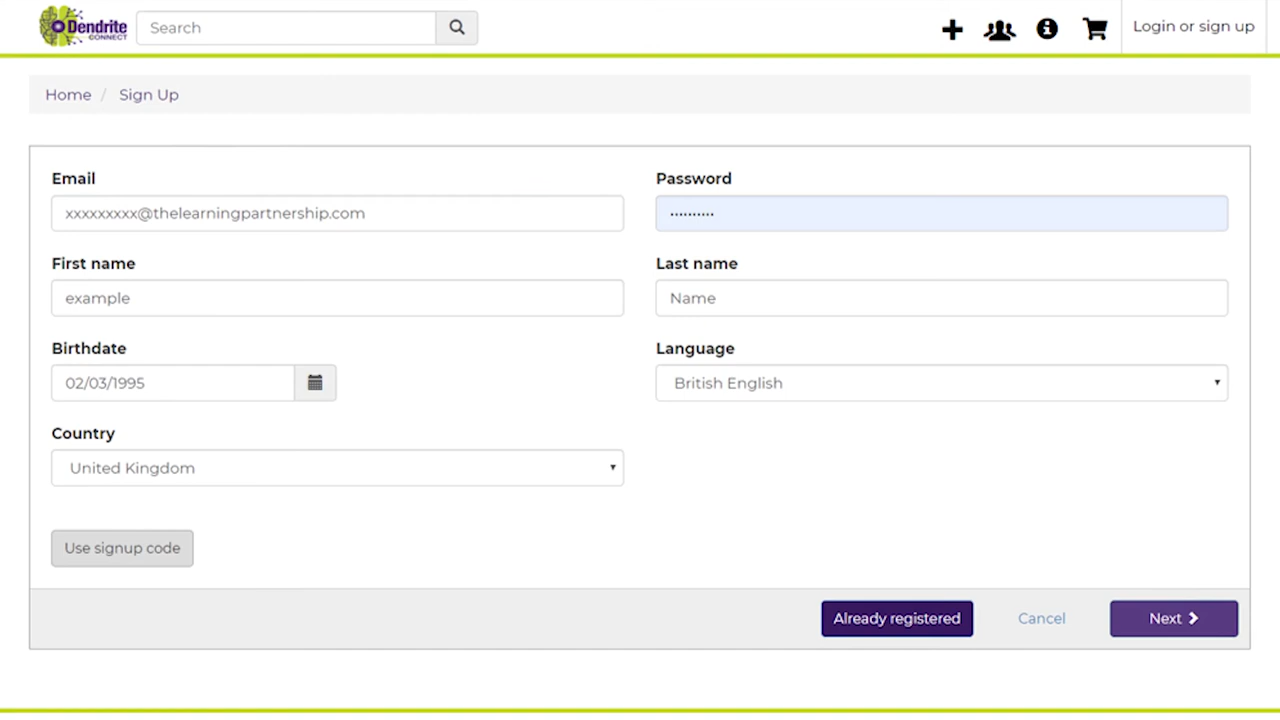 Dendrite
CONNECT
Search
Login or sign up
Home / Sign Up
Email
Password
xxxxxxxxx@thelearningpartnership.com
••••••••••
First name
Last name
example
Name
Birthdate
Language
02/03/1995
British English
Country
United Kingdom
Use signup code
Already registered
Cancel
Next